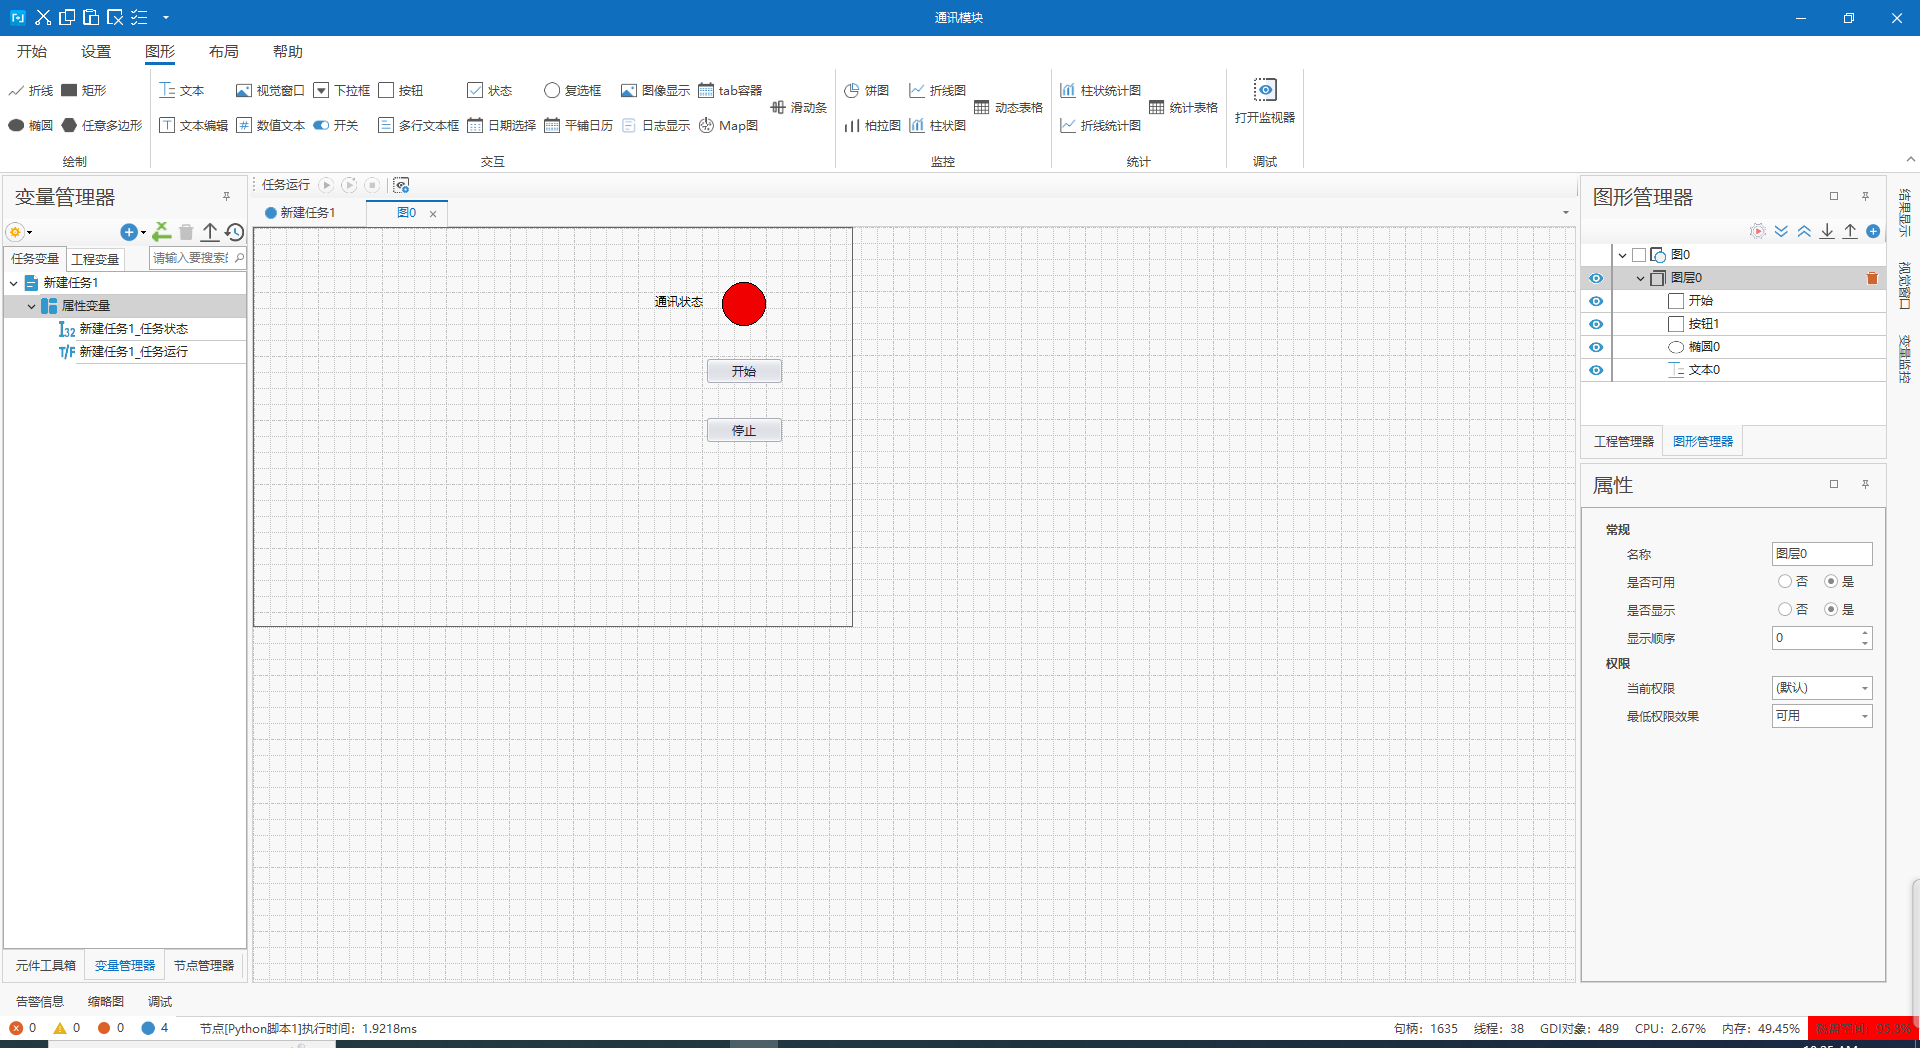 通讯模块
开始 设置 图形 布局 帮助
折线 矩形 文本 视觉窗口 下拉框 按钮 状态 复选框 图像显示 tab容器 饼图 折线图 柱状统计图
滑动条 动态表格 统计表格 打开监视器
椭圆 任意多边形 文本编辑 数值文本 开关 多行文本框 日期选择 平铺日历 日志显示 Map图 柏拉图 柱状图 折线统计图
绘制 交互 监控 统计 调试
变量管理器
任务运行
图形管理器
结果显示
视觉窗口
变量监控
新建任务1 图0
任务变量 工程变量 请输入要搜索
新建任务1
属性变量
新建任务1_任务状态
新建任务1_任务运行
通讯状态
开始
停止
图0
图层0
开始
按钮1
椭圆0
文本0
工程管理器 图形管理器
属性
常规
名称 图层0
是否可用 否 是
是否显示 否 是
显示顺序 0
权限
当前权限 (默认)
最低权限效果 可用
元件工具箱 变量管理器 节点管理器
告警信息 缩略图 调试
0 0 0 4 节点[Python脚本1]执行时间：1.9218ms 句柄：1635 线程：38 GDI对象：489 CPU：2.67% 内存：49.45%